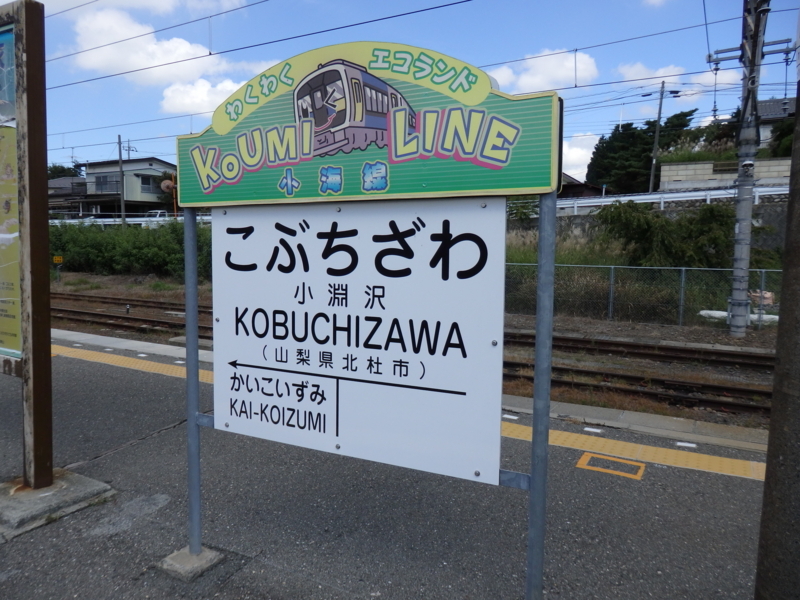 わくわく エコランド
KOUMI LINE
小海線
こぶちざわ
小淵沢
KOBUCHIZAWA
（山梨県北杜市）
かいこいずみ
KAI-KOIZUMI